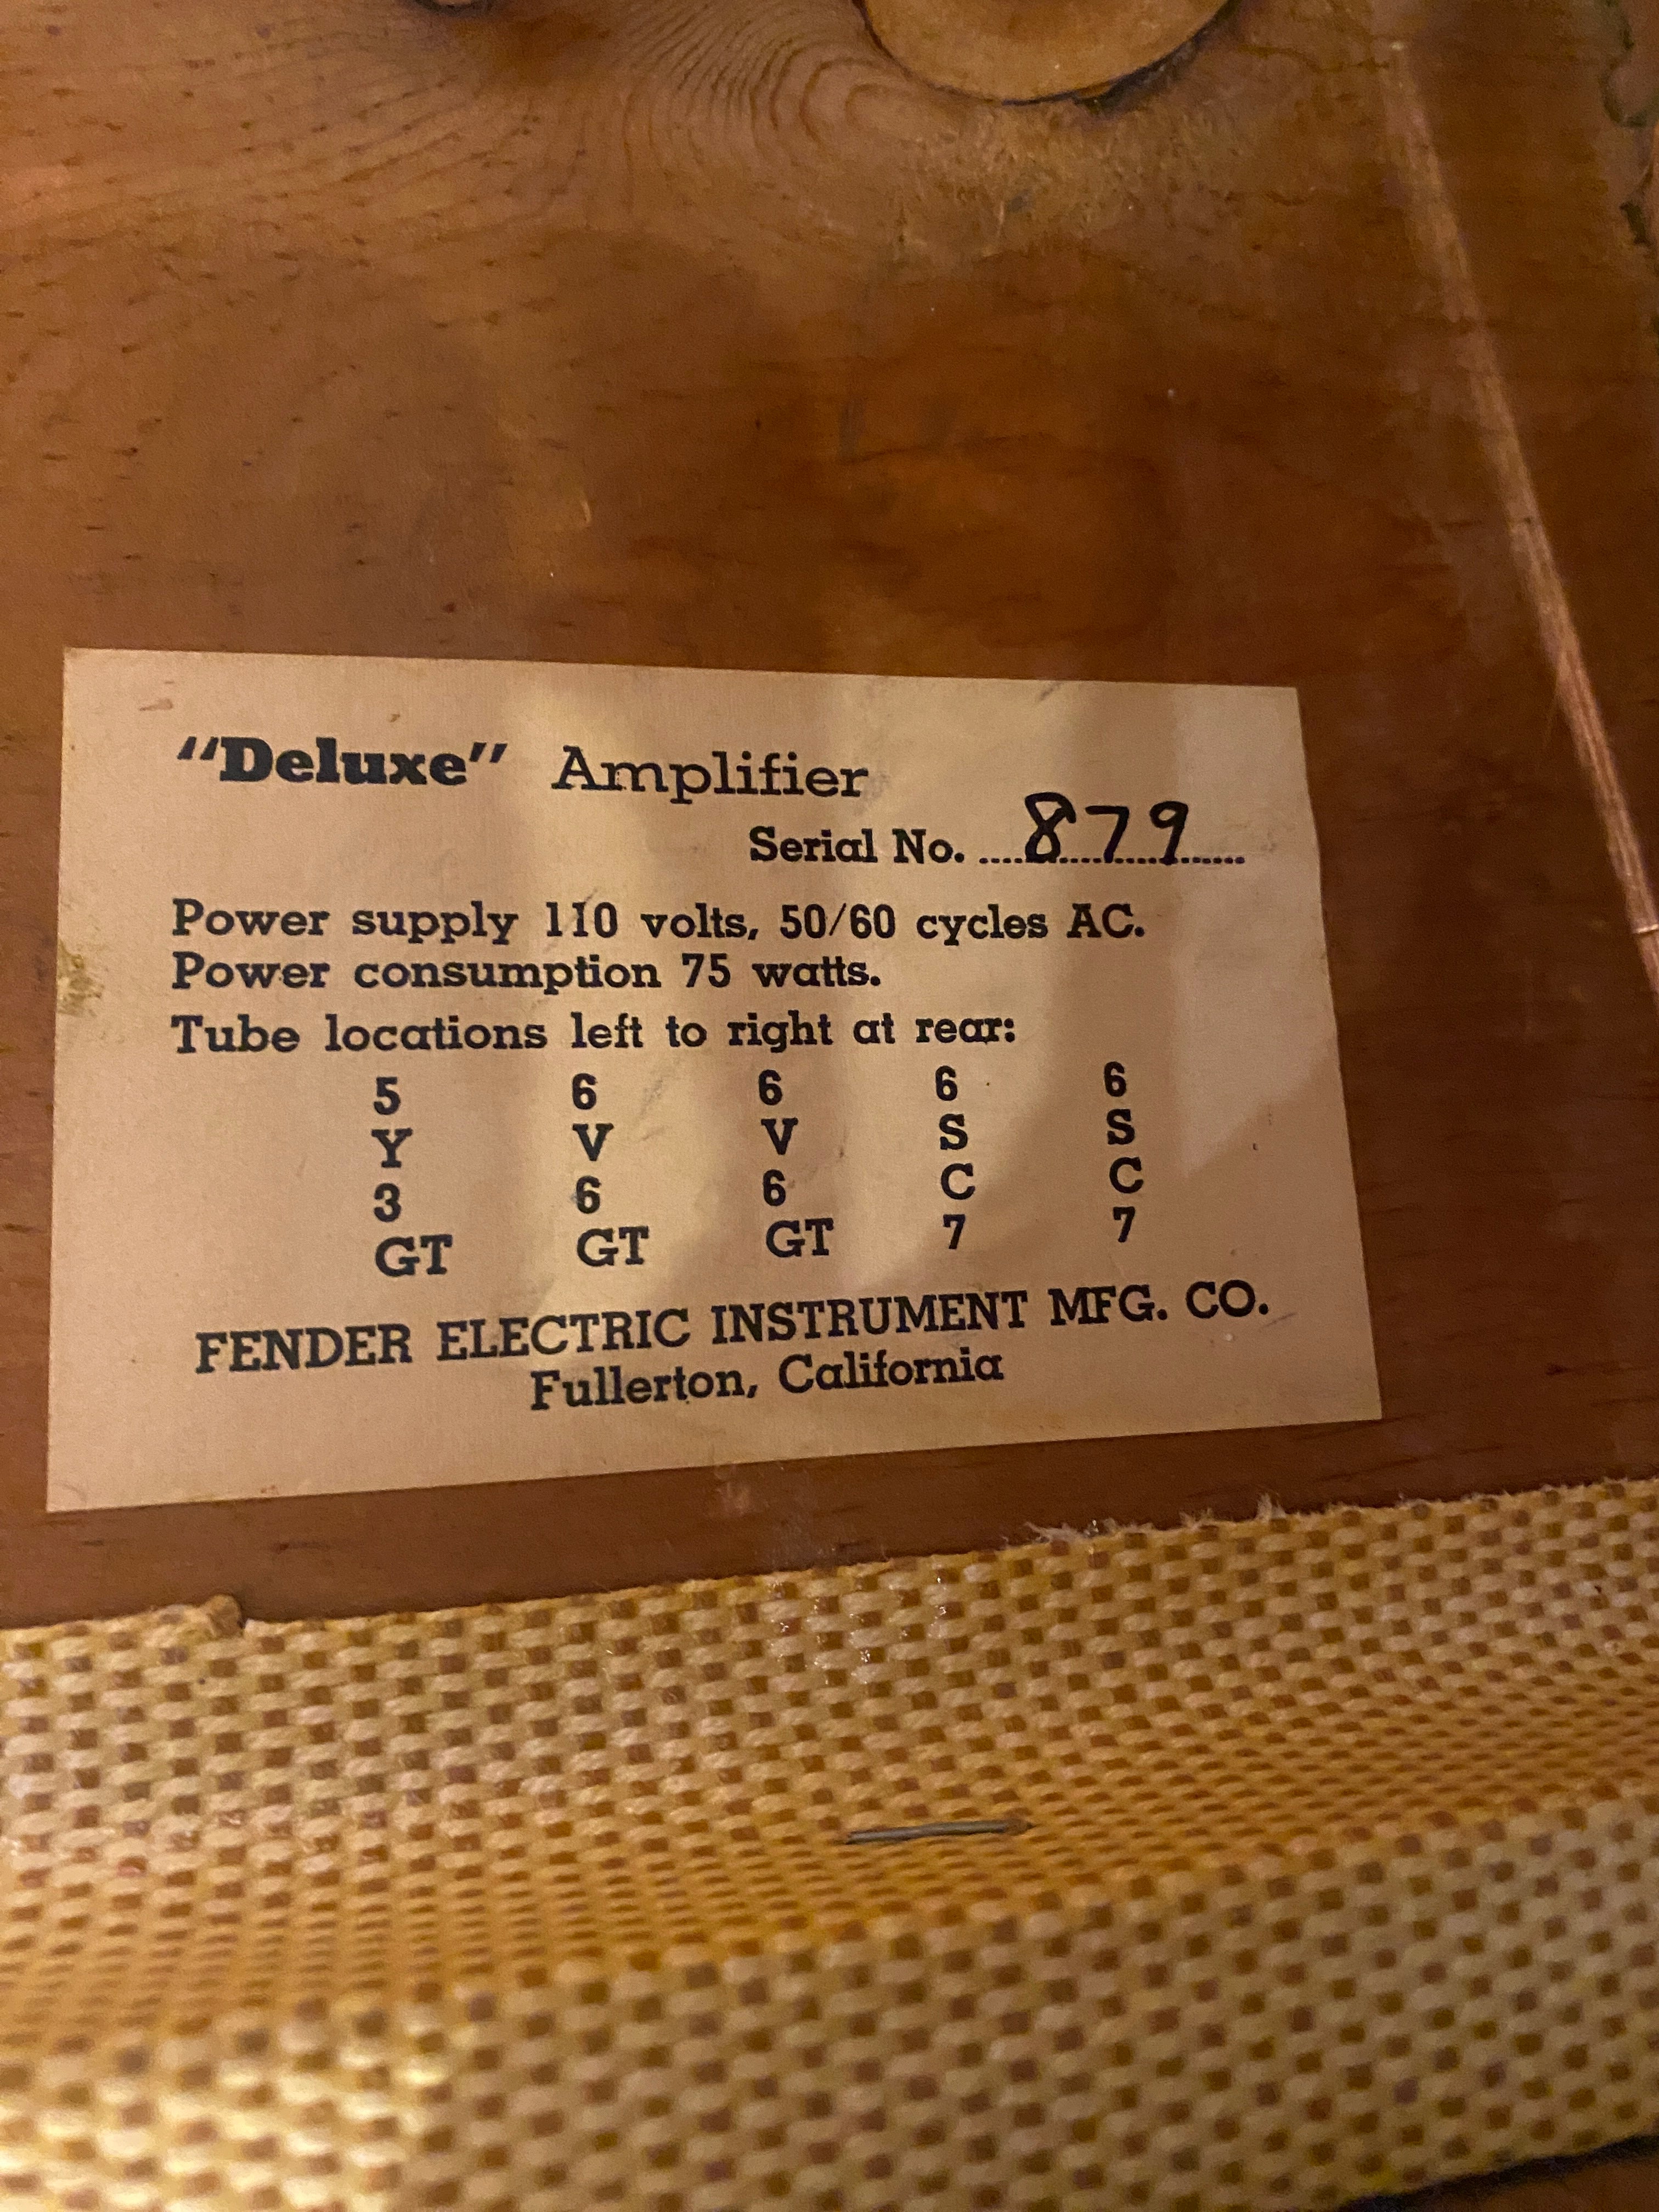 “Deluxe” Amplifier
Serial No. ....879......
Power supply 110 volts, 50/60 cycles AC.
Power consumption 75 watts.
Tube locations left to right at rear:
5 6 6 6 6
Y V V S S
3 6 6 C C
GT GT GT 7 7
FENDER ELECTRIC INSTRUMENT MFG. CO.
Fullerton, California